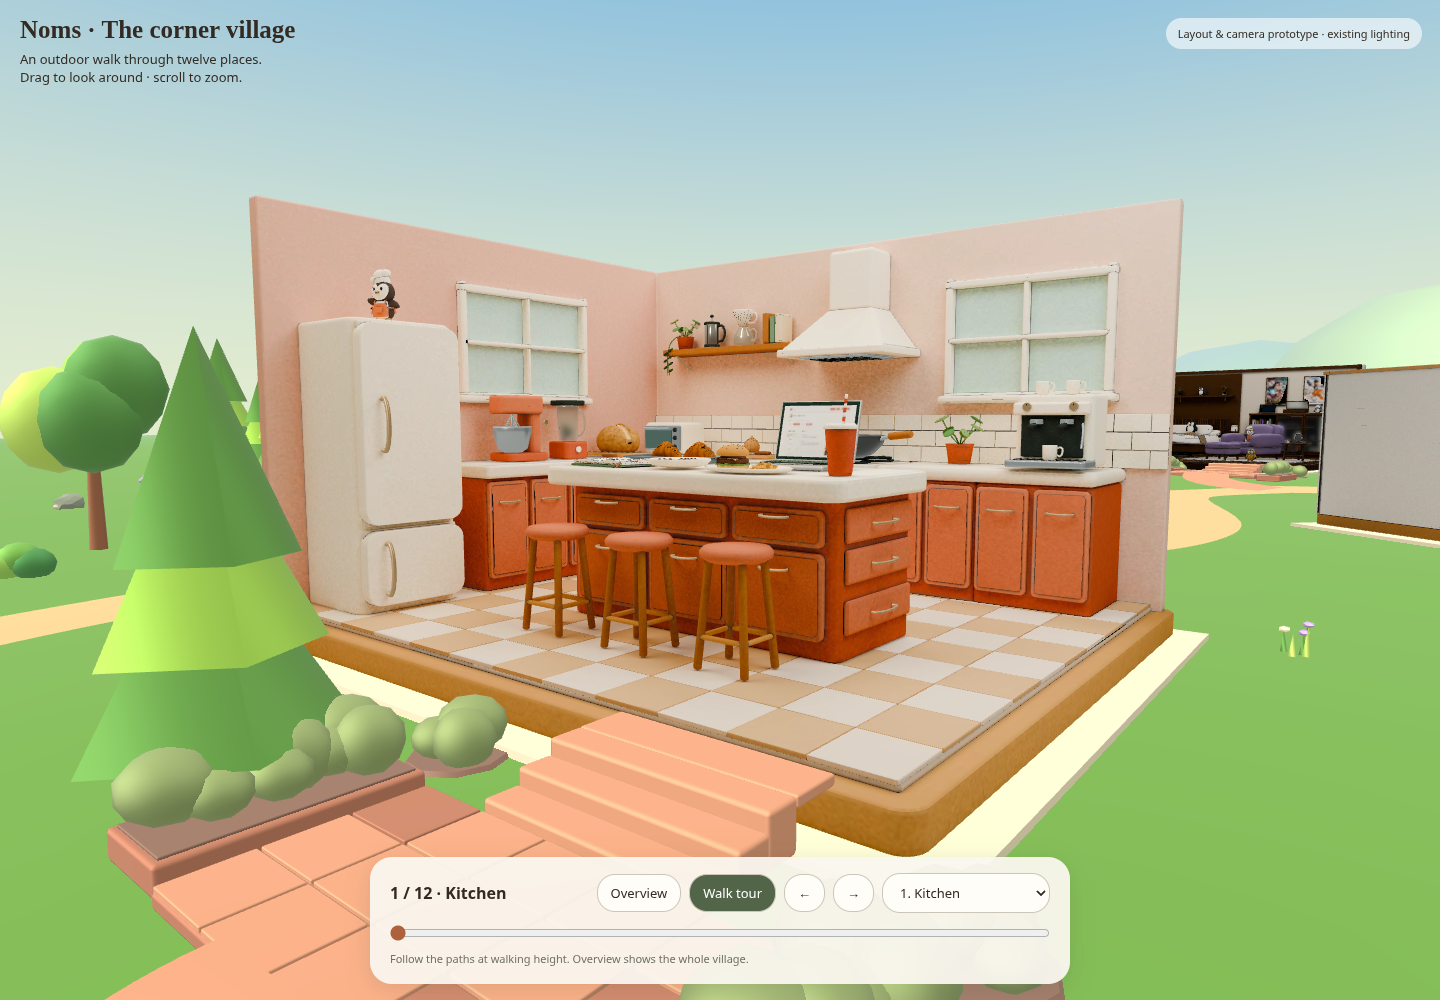 Noms · The corner village
An outdoor walk through twelve places.
Drag to look around · scroll to zoom.
Layout & camera prototype · existing lighting
1 / 12 · Kitchen
Overview
Walk tour
←
→
1. Kitchen
Follow the paths at walking height. Overview shows the whole village.